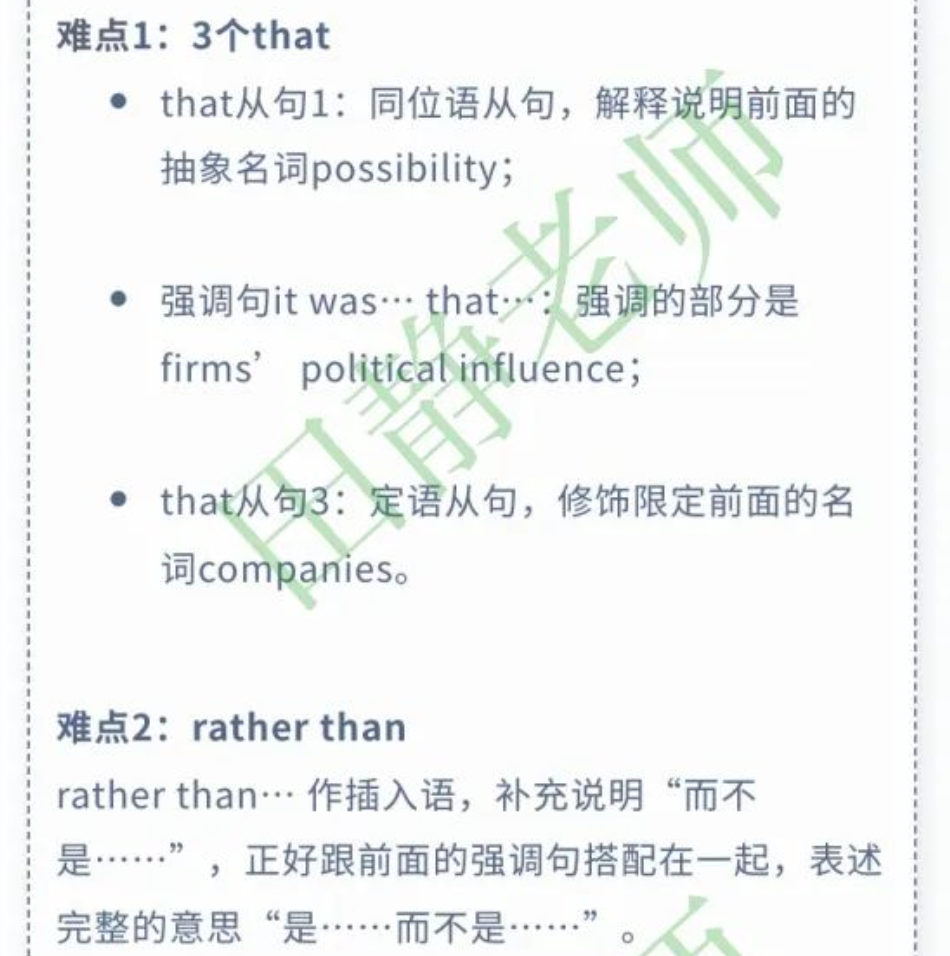 难点1：3个that
that从句1：同位语从句，解释说明前面的
抽象名词possibility；
强调句it was… that…：强调的部分是
firms’ political influence；
that从句3：定语从句，修饰限定前面的名
词companies。
难点2：rather than
rather than… 作插入语，补充说明“而不
是……”，正好跟前面的强调句搭配在一起，表述
完整的意思“是……而不是……”。
田静老师